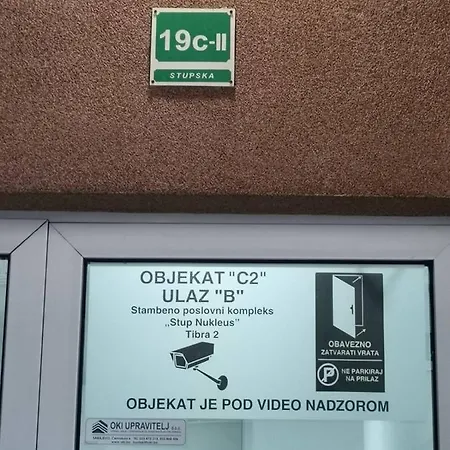 19c-II
STUPSKA
OBJEKAT "C2"
ULAZ "B"
Stambeno poslovni kompleks
„Stup Nukleus"
Tibra 2
OBAVEZNO
ZATVARATI VRATA
P NE PARKIRAJ
NA PRILAZ
OBJEKAT JE POD VIDEO NADZOROM
OKI UPRAVITELJ